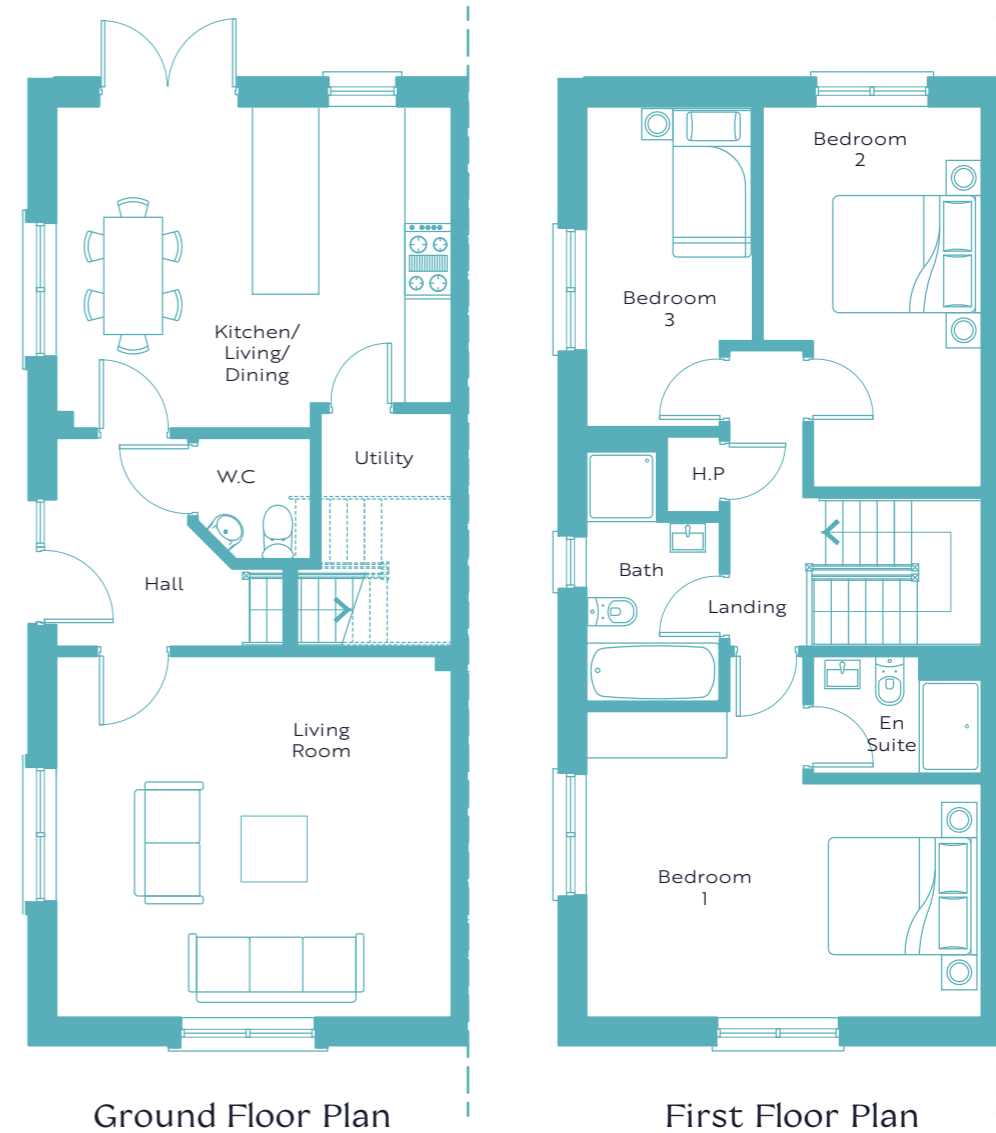 Kitchen/
Living/
Dining
W.C
Utility
Hall
Living
Room
Ground Floor Plan
Bedroom
2
Bedroom
3
H.P
Bath
Landing
En
Suite
Bedroom
1
First Floor Plan